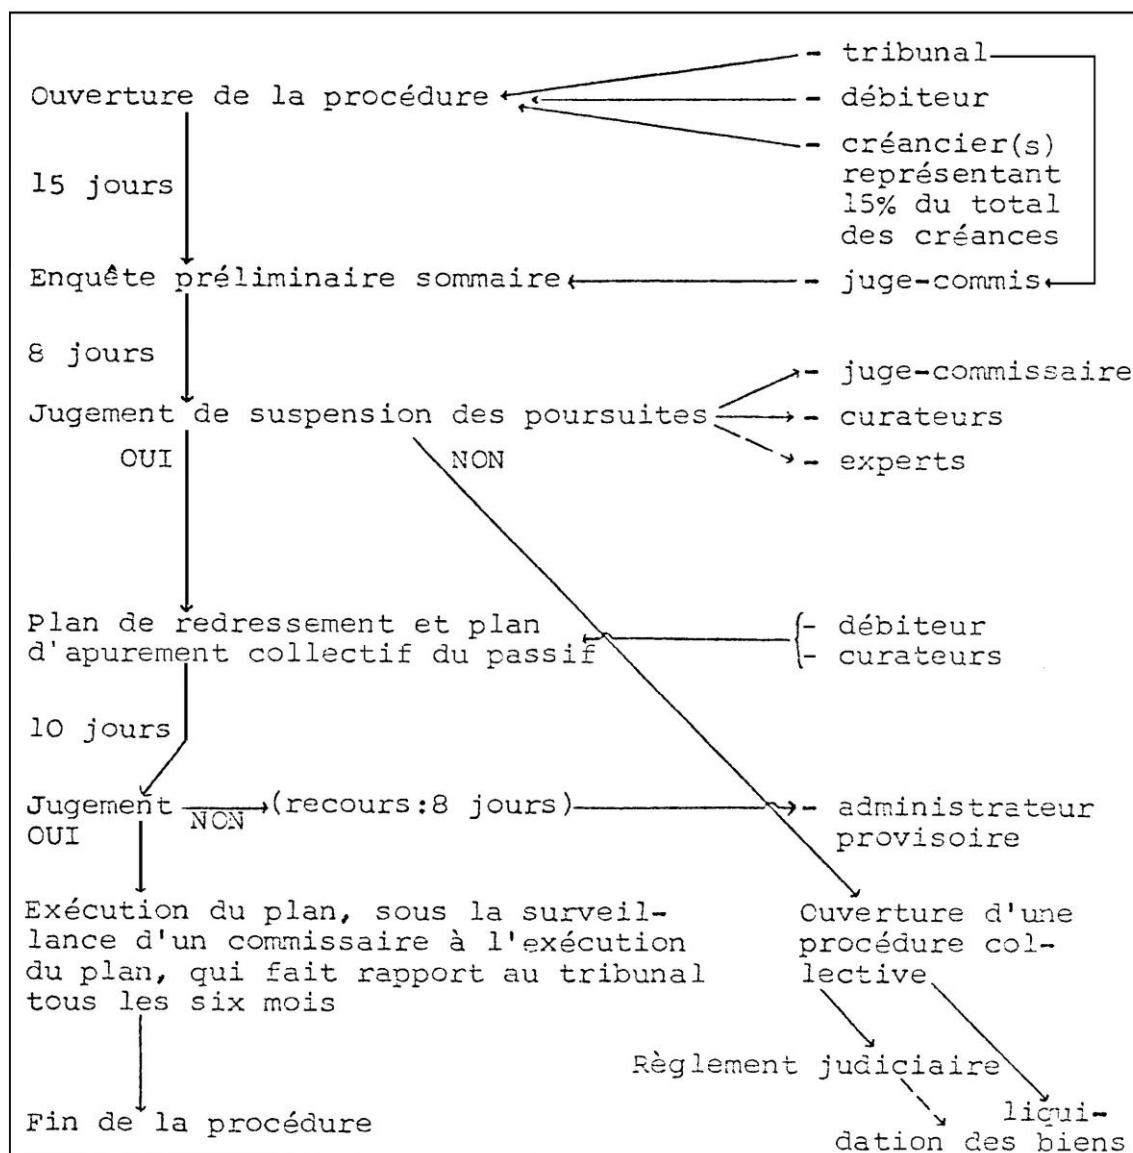 - tribunal
Ouverture de la procédure
- débiteur
- créancier(s)
représentant
15% du total
des créances
15 jours
Enquête préliminaire sommaire
- juge-commis
8 jours
- juge-commissaire
Jugement de suspension des poursuites
- curateurs
OUI
NON
- experts
Plan de redressement et plan
d'apurement collectif du passif
- débiteur
- curateurs
10 jours
Jugement
OUI
NON
(recours:8 jours)
- administrateur
provisoire
Exécution du plan, sous la surveil-
lance d'un commissaire à l'exécution
du plan, qui fait rapport au tribunal
tous les six mois
Ouverture d'une
procédure col-
lective
Règlement judiciaire
Fin de la procédure
liqui-
dation des biens